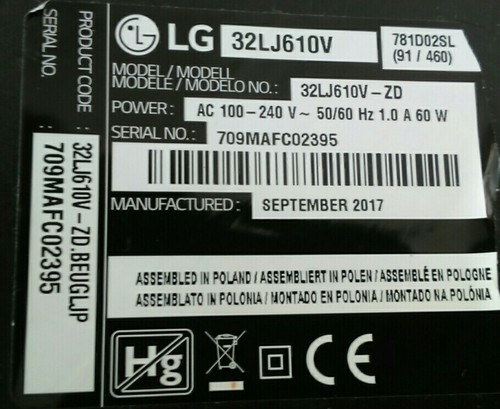 LG 32LJ610V 781D02SL
(91 / 460)
MODEL / MODELL
MODÈLE / MODELO NO.: 32LJ610V-ZD
POWER: AC 100-240 V~ 50/60 Hz 1.0 A 60 W
SERIAL NO.: 709MAFC02395
MANUFACTURED: SEPTEMBER 2017
ASSEMBLED IN POLAND / ASSEMBLIERT IN POLEN / ASSEMBLÉ EN POLOGNE
ASSEMBLATO IN POLONIA / MONTADO EN POLONIA / MONTADO NA POLÓNIA
Hg CE
PRODUCT CODE : 32LJ610V-ZD.BEUGLJP
SERIAL NO. : 709MAFC02395